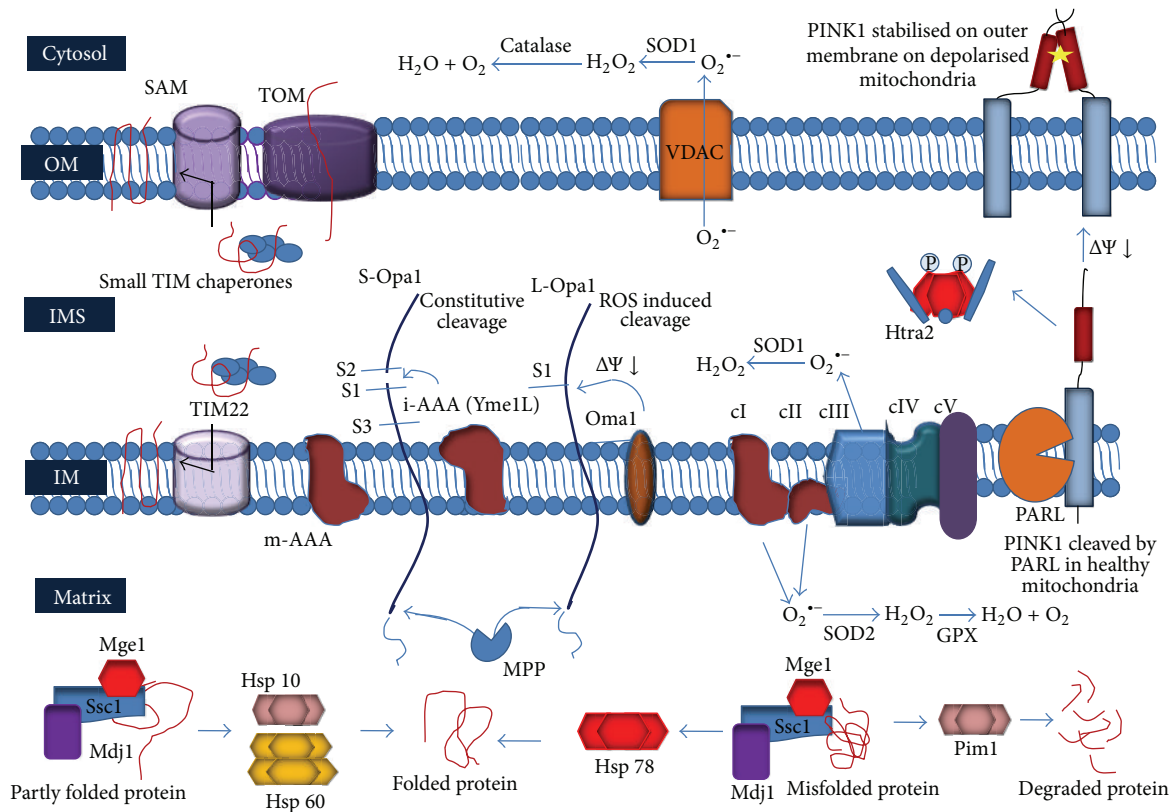 Cytosol
H₂O + O₂
Catalase
H₂O₂
SOD1
O₂•−
PINK1 stabilised on outer
membrane on depolarised
mitochondria
SAM
TOM
OM
VDAC
O₂•−
Small TIM chaperones
ΔΨ ↓
P
P
Htra2
IMS
S-Opa1
Constitutive
cleavage
L-Opa1
ROS induced
cleavage
S2
S1
S3
i-AAA (Yme1L)
S1
ΔΨ ↓
Oma1
H₂O₂
SOD1
O₂•−
TIM22
cI
cII
cIII
cIV
cV
IM
m-AAA
PARL
PINK1 cleaved by
PARL in healthy
mitochondria
Matrix
MPP
O₂•−
SOD2
H₂O₂
GPX
H₂O + O₂
Mge1
Ssc1
Mdj1
Partly folded protein
Hsp 10
Hsp 60
Folded protein
Hsp 78
Mge1
Ssc1
Mdj1
Misfolded protein
Pim1
Degraded protein